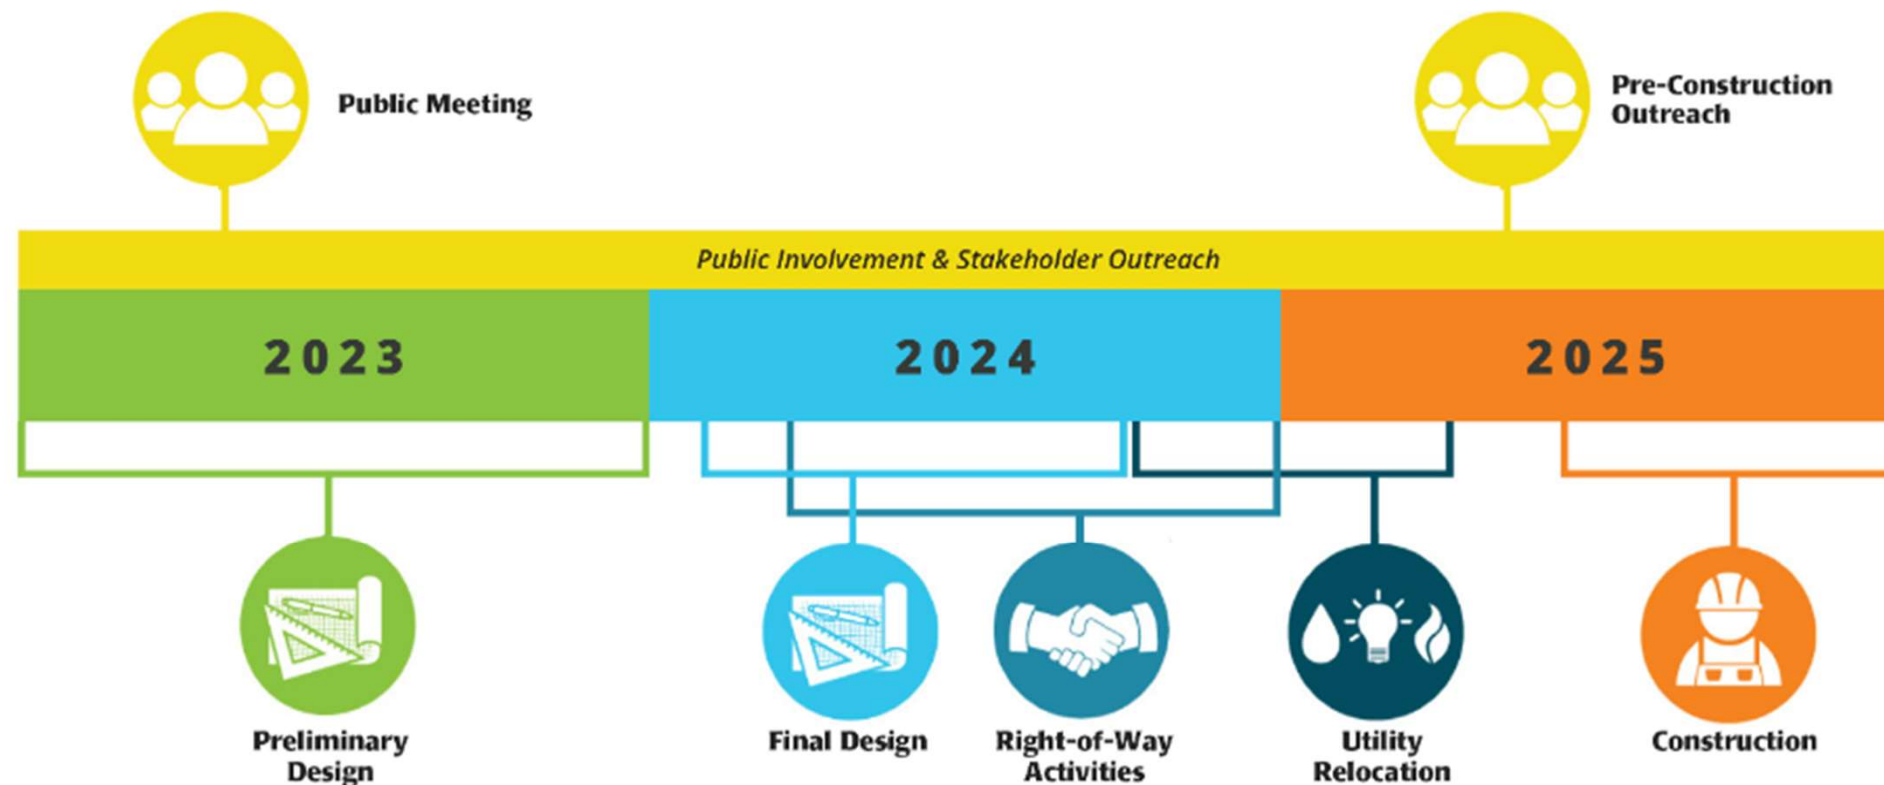 Public Meeting
Pre-Construction
Outreach
Public Involvement & Stakeholder Outreach
2023
2024
2025
Preliminary
Design
Final Design
Right-of-Way
Activities
Utility
Relocation
Construction